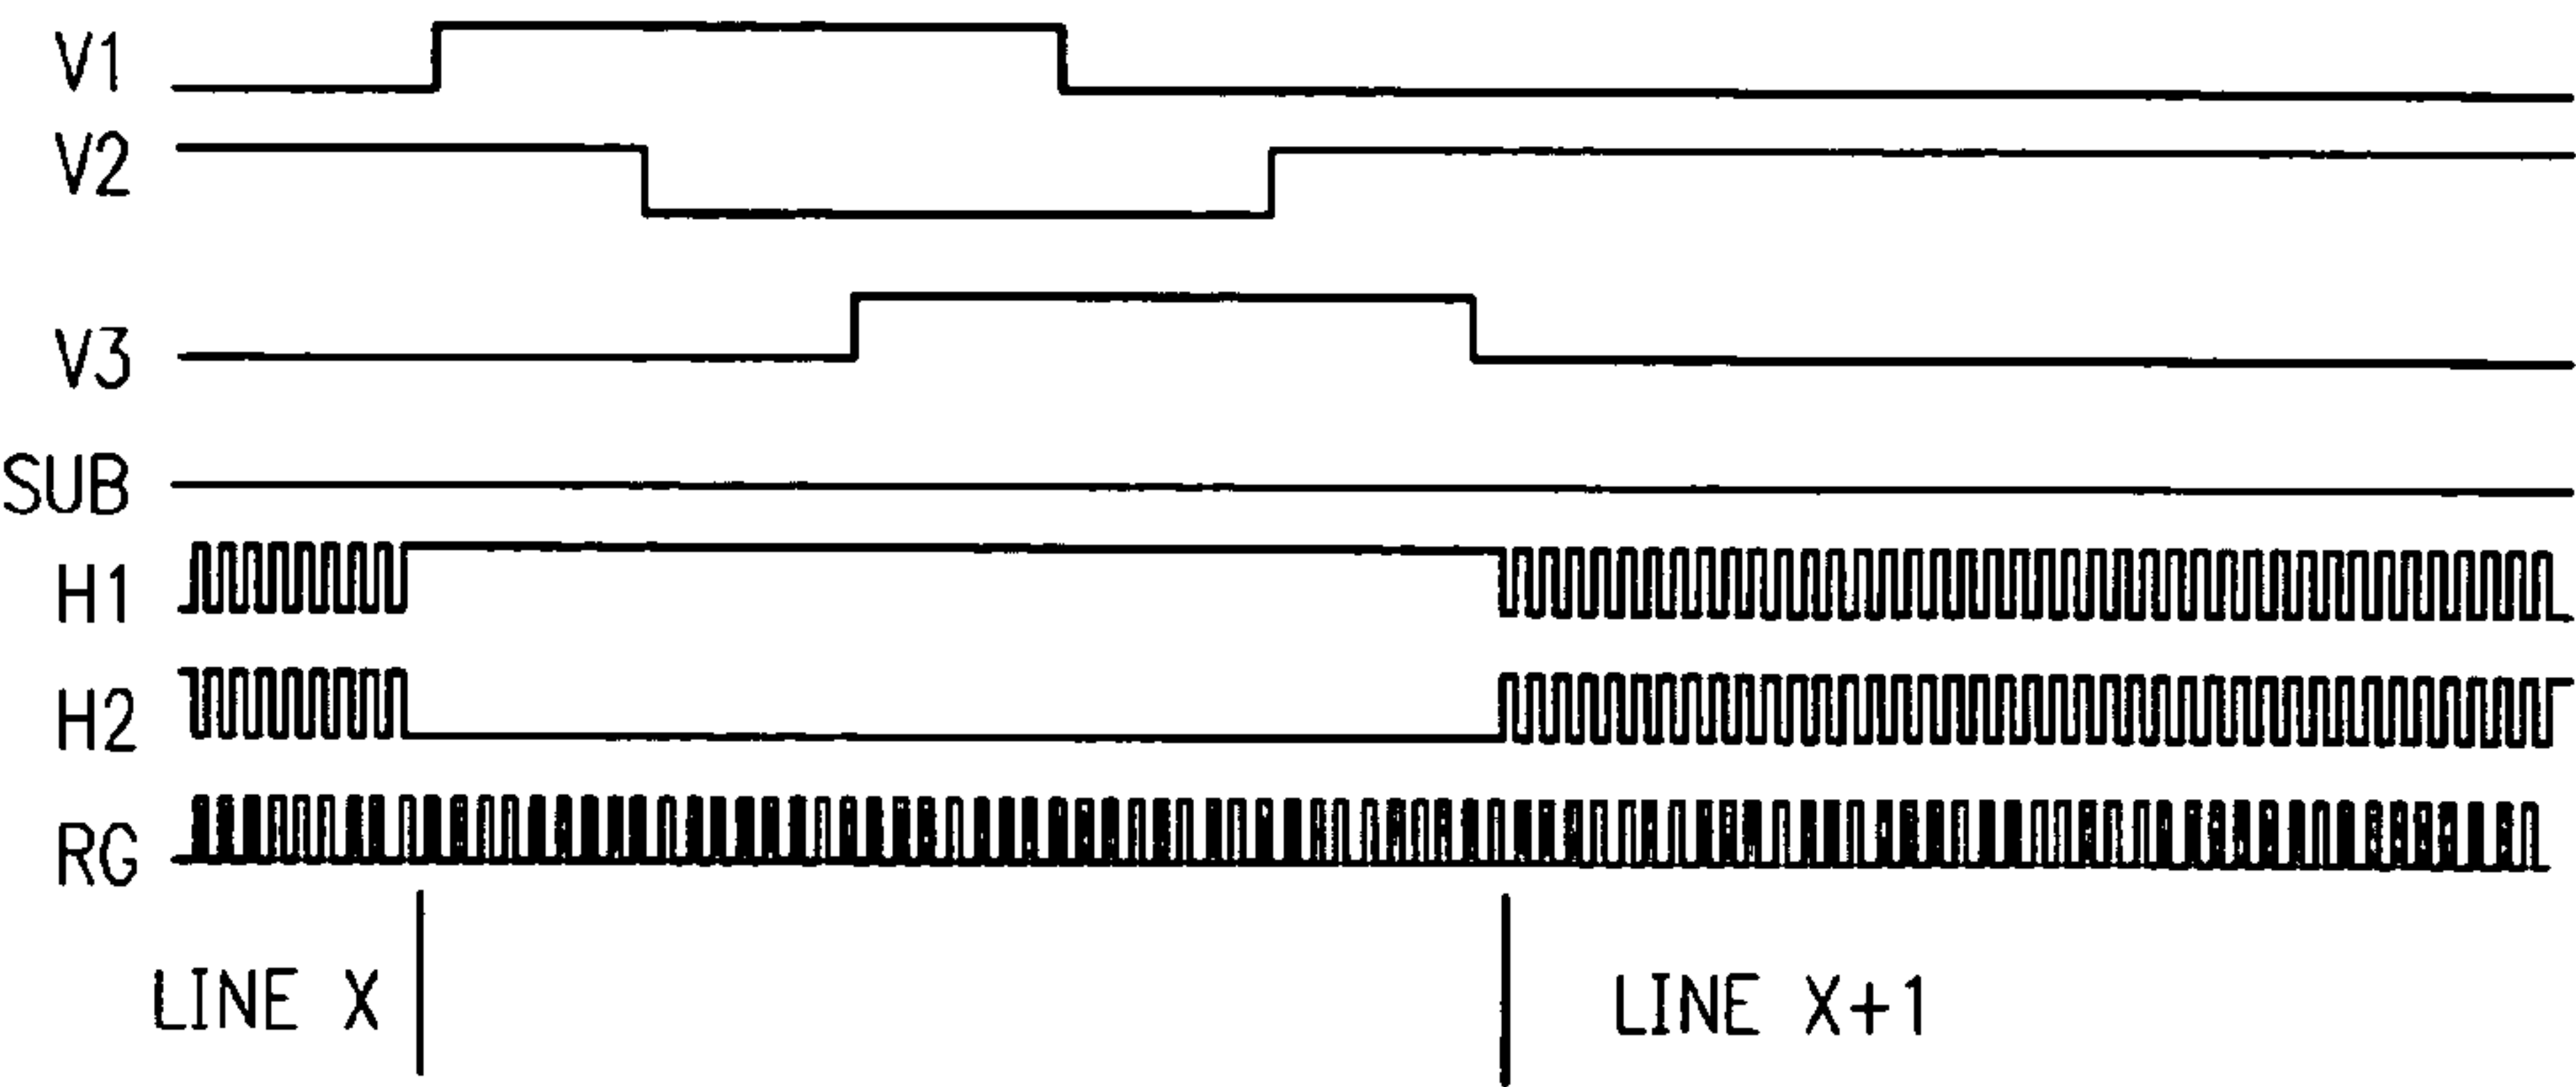 V1
V2
V3
SUB
H1
H2
RG
LINE X
LINE X+1